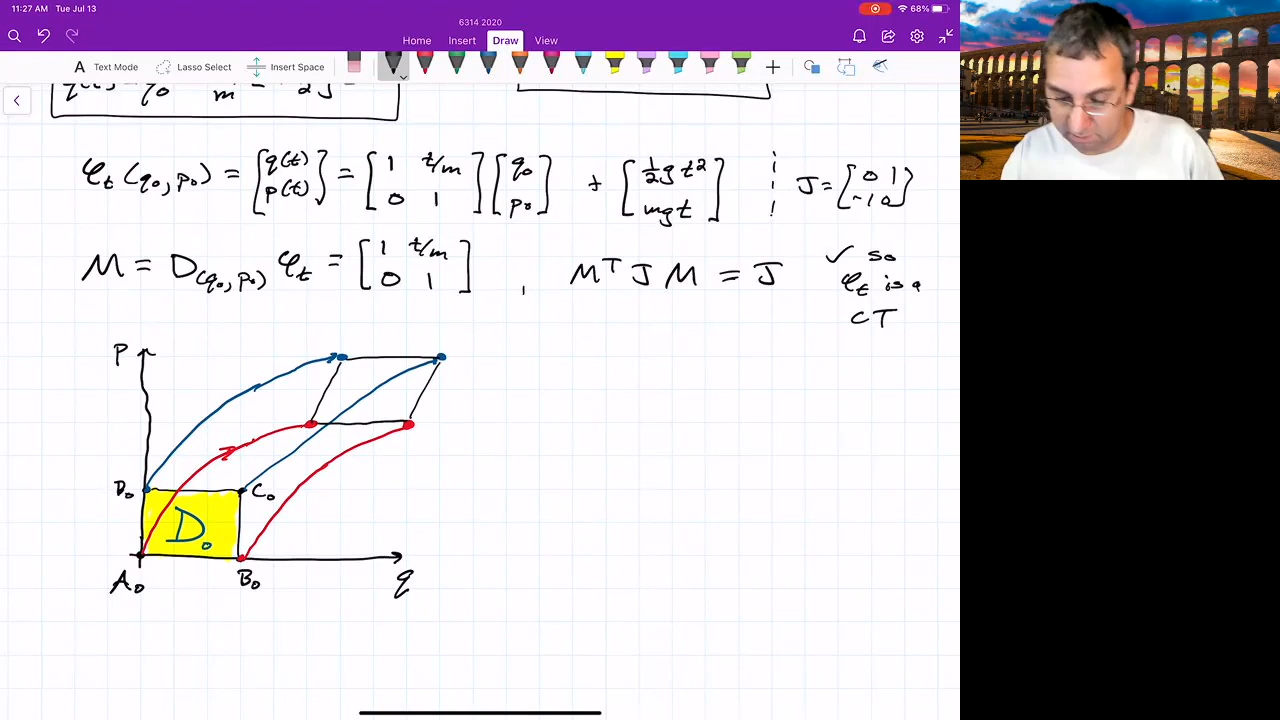 11:27 AM Tue Jul 13
68%
6314 2020
Home Insert Draw View
A Text Mode Lasso Select Insert Space
φₜ(q₀, p₀) = [q(t) p(t)] = [1 t/m 0 1] [q₀ p₀] + [½gt² mgt] J = [0 1 -1 0]
M = D(q₀, p₀) φₜ = [1 t/m 0 1] , Mᵀ J M = J ✓ so
φₜ is a
CT
P
D₀ C₀
D₀
A₀ B₀ q